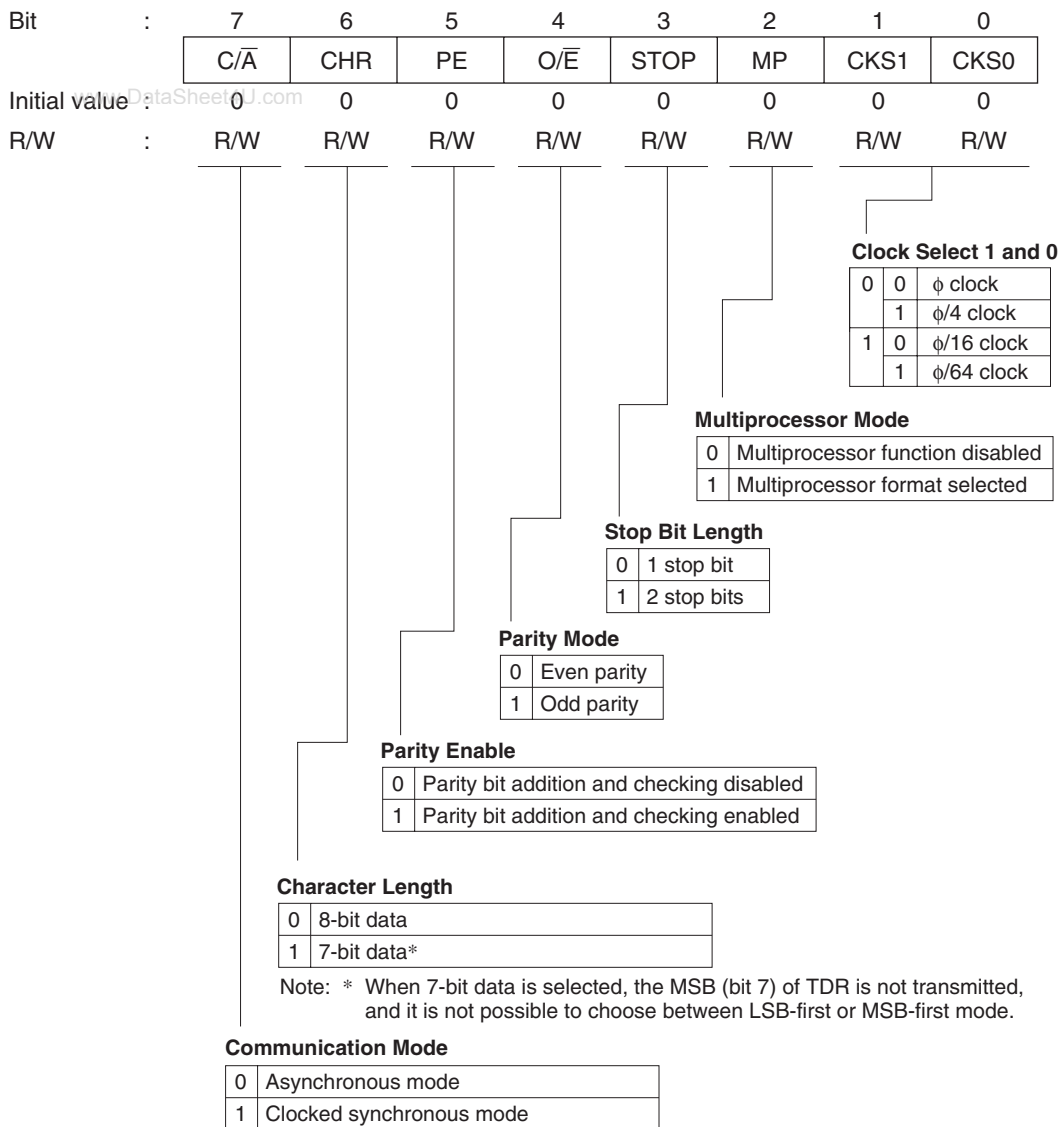 Bit : 7 6 5 4 3 2 1 0
C/A̅ CHR PE O/E̅ STOP MP CKS1 CKS0
Initial value : 0 0 0 0 0 0 0 0
www.DataSheet4U.com
R/W : R/W R/W R/W R/W R/W R/W R/W R/W
Clock Select 1 and 0
0 0 ϕ clock
1 ϕ/4 clock
1 0 ϕ/16 clock
1 ϕ/64 clock
Multiprocessor Mode
0 Multiprocessor function disabled
1 Multiprocessor format selected
Stop Bit Length
0 1 stop bit
1 2 stop bits
Parity Mode
0 Even parity
1 Odd parity
Parity Enable
0 Parity bit addition and checking disabled
1 Parity bit addition and checking enabled
Character Length
0 8-bit data
1 7-bit data*
Note: * When 7-bit data is selected, the MSB (bit 7) of TDR is not transmitted,
and it is not possible to choose between LSB-first or MSB-first mode.
Communication Mode
0 Asynchronous mode
1 Clocked synchronous mode